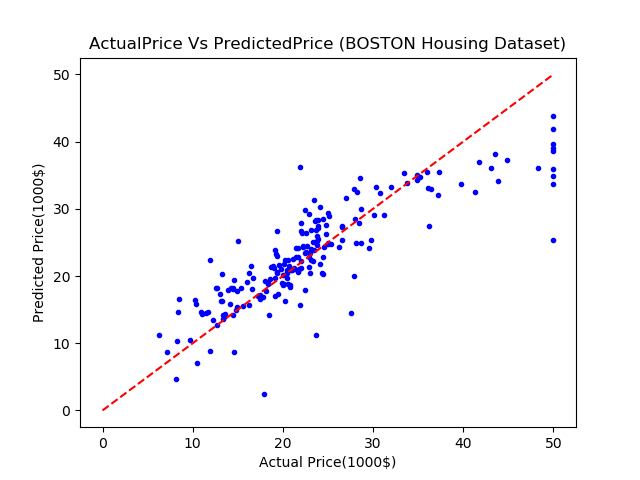 ActualPrice Vs PredictedPrice (BOSTON Housing Dataset)
50
40
30
20
10
0
Predicted Price(1000$)
0 10 20 30 40 50
Actual Price(1000$)